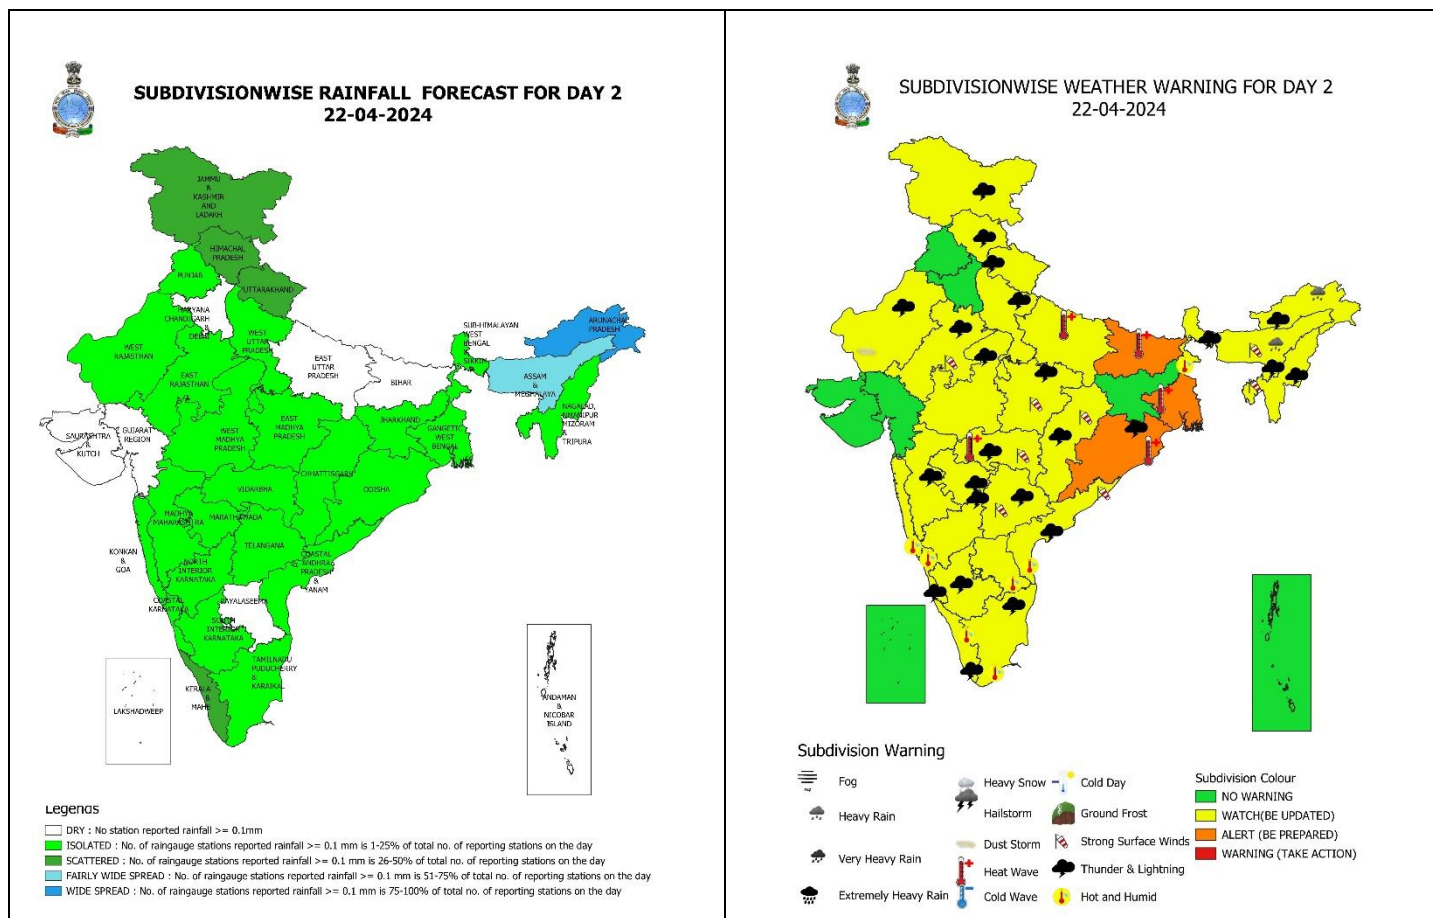 SUBDIVISIONWISE RAINFALL FORECAST FOR DAY 2
22-04-2024
JAMMU
&
KASHMIR
AND
LADAKH
HIMACHAL
PRADESH
PUNJAB
UTTARAKHAND
HARYANA
CHANDIGARH
&
DELHI
WEST
RAJASTHAN
WEST
UTTAR
PRADESH
EAST
RAJASTHAN
EAST
UTTAR
PRADESH
BIHAR
SUB-HIMALAYAN
WEST
BENGAL
&
SIKKIM
ARUNACHAL
PRADESH
ASSAM
&
MEGHALAYA
NAGALAD,
MANIPUR
MIZORAM
&
TRIPURA
SAURASHTRA
&
KUTCH
GUJARAT
REGION
WEST
MADHYA
PRADESH
EAST
MADHYA
PRADESH
JHARKHAND
GANGETIC
WEST
BENGAL
CHHATTISGARH
ODISHA
VIDARBHA
MADHYA
MAHARASHTRA
MARATHWADA
TELANGANA
KONKAN
&
GOA
NORTH
INTERIOR
KARNATAKA
COASTAL
ANDHRA
PRADESH
&
YANAM
COASTAL
KARNATAKA
RAYALASEEMA
SOUTH
INTERIOR
KARNATAKA
TAMILNADU
PUDUCHERRY
&
KARAIKAL
KERALA
&
MAHE
LAKSHADWEEP
ANDAMAN
&
NICOBAR
ISLAND
Legends
DRY : No station reported rainfall >= 0.1mm
ISOLATED : No. of raingauge stations reported rainfall >= 0.1 mm is 1-25% of total no. of reporting stations on the day
SCATTERED : No. of raingauge stations reported rainfall >= 0.1 mm is 26-50% of total no. of reporting stations on the day
FAIRLY WIDE SPREAD : No. of raingauge stations reported rainfall >= 0.1 mm is 51-75% of total no. of reporting stations on the day
WIDE SPREAD : No. of raingauge stations reported rainfall >= 0.1 mm is 75-100% of total no. of reporting stations on the day
SUBDIVISIONWISE WEATHER WARNING FOR DAY 2
22-04-2024
Subdivision Warning
Fog
Heavy Rain
Very Heavy Rain
Extremely Heavy Rain
Heavy Snow
Hailstorm
Dust Storm
Heat Wave
Cold Wave
Cold Day
Ground Frost
Strong Surface Winds
Thunder & Lightning
Hot and Humid
Subdivision Colour
NO WARNING
WATCH(BE UPDATED)
ALERT (BE PREPARED)
WARNING (TAKE ACTION)